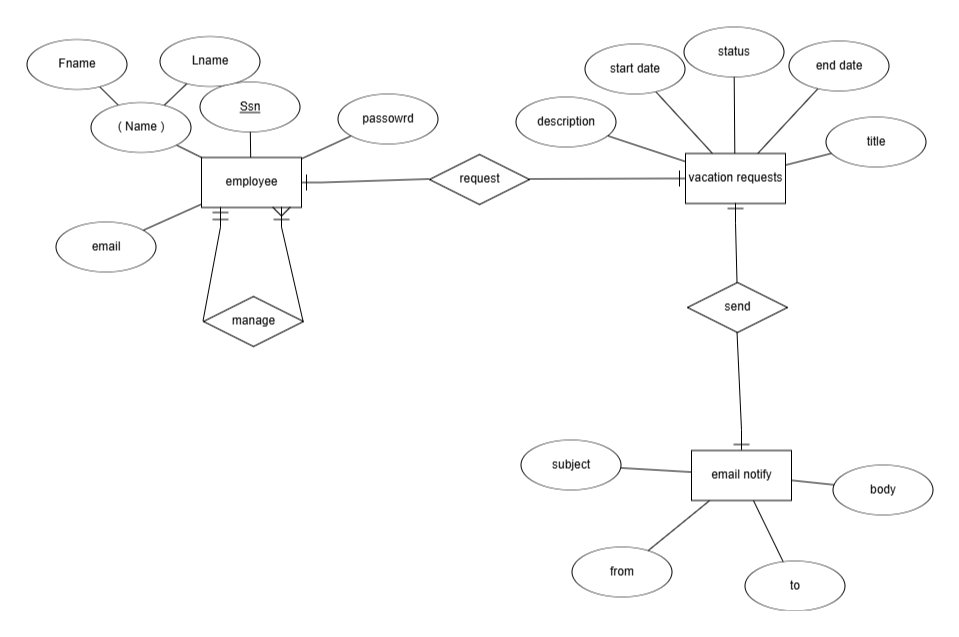 Fname
Lname
Ssn
( Name )
passowrd
employee
email
manage
request
description
start date
status
end date
title
vacation requests
send
subject
email notify
body
from
to